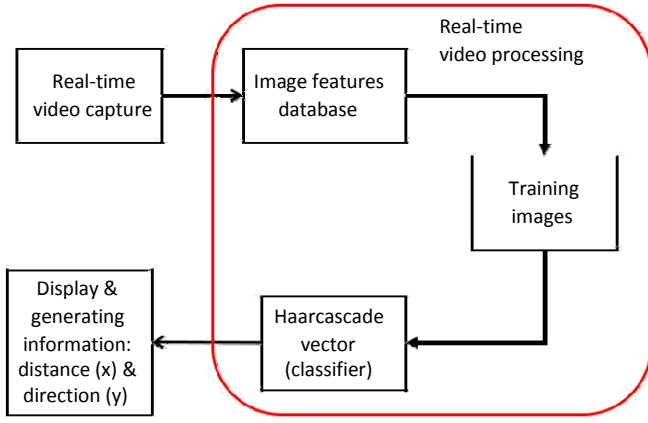 Real-time
video processing
Real-time
video capture
Image features
database
Training
images
Haarcascade
vector
(classifier)
Display &
generating
information:
distance (x) &
direction (y)